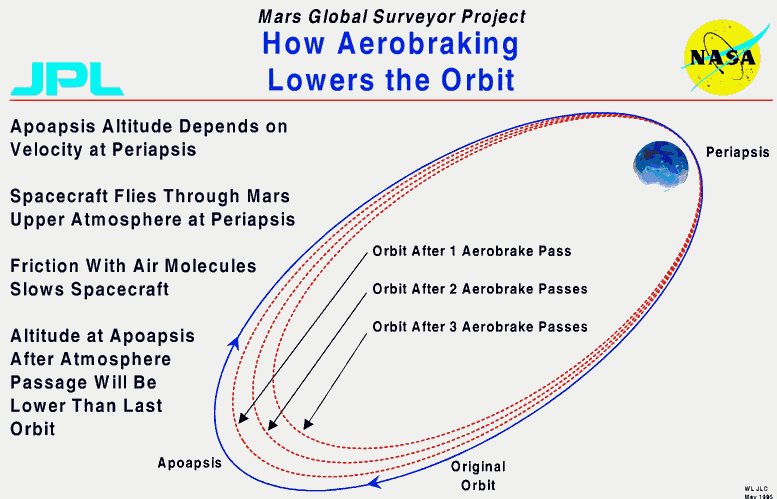 Mars Global Surveyor Project
How Aerobraking
Lowers the Orbit
JPL
NASA
Apoapsis Altitude Depends on
Velocity at Periapsis
Spacecraft Flies Through Mars
Upper Atmosphere at Periapsis
Friction With Air Molecules
Slows Spacecraft
Altitude at Apoapsis
After Atmosphere
Passage Will Be
Lower Than Last
Orbit
Periapsis
Orbit After 1 Aerobrake Pass
Orbit After 2 Aerobrake Passes
Orbit After 3 Aerobrake Passes
Apoapsis
Original
Orbit
WLJLC
May 1995